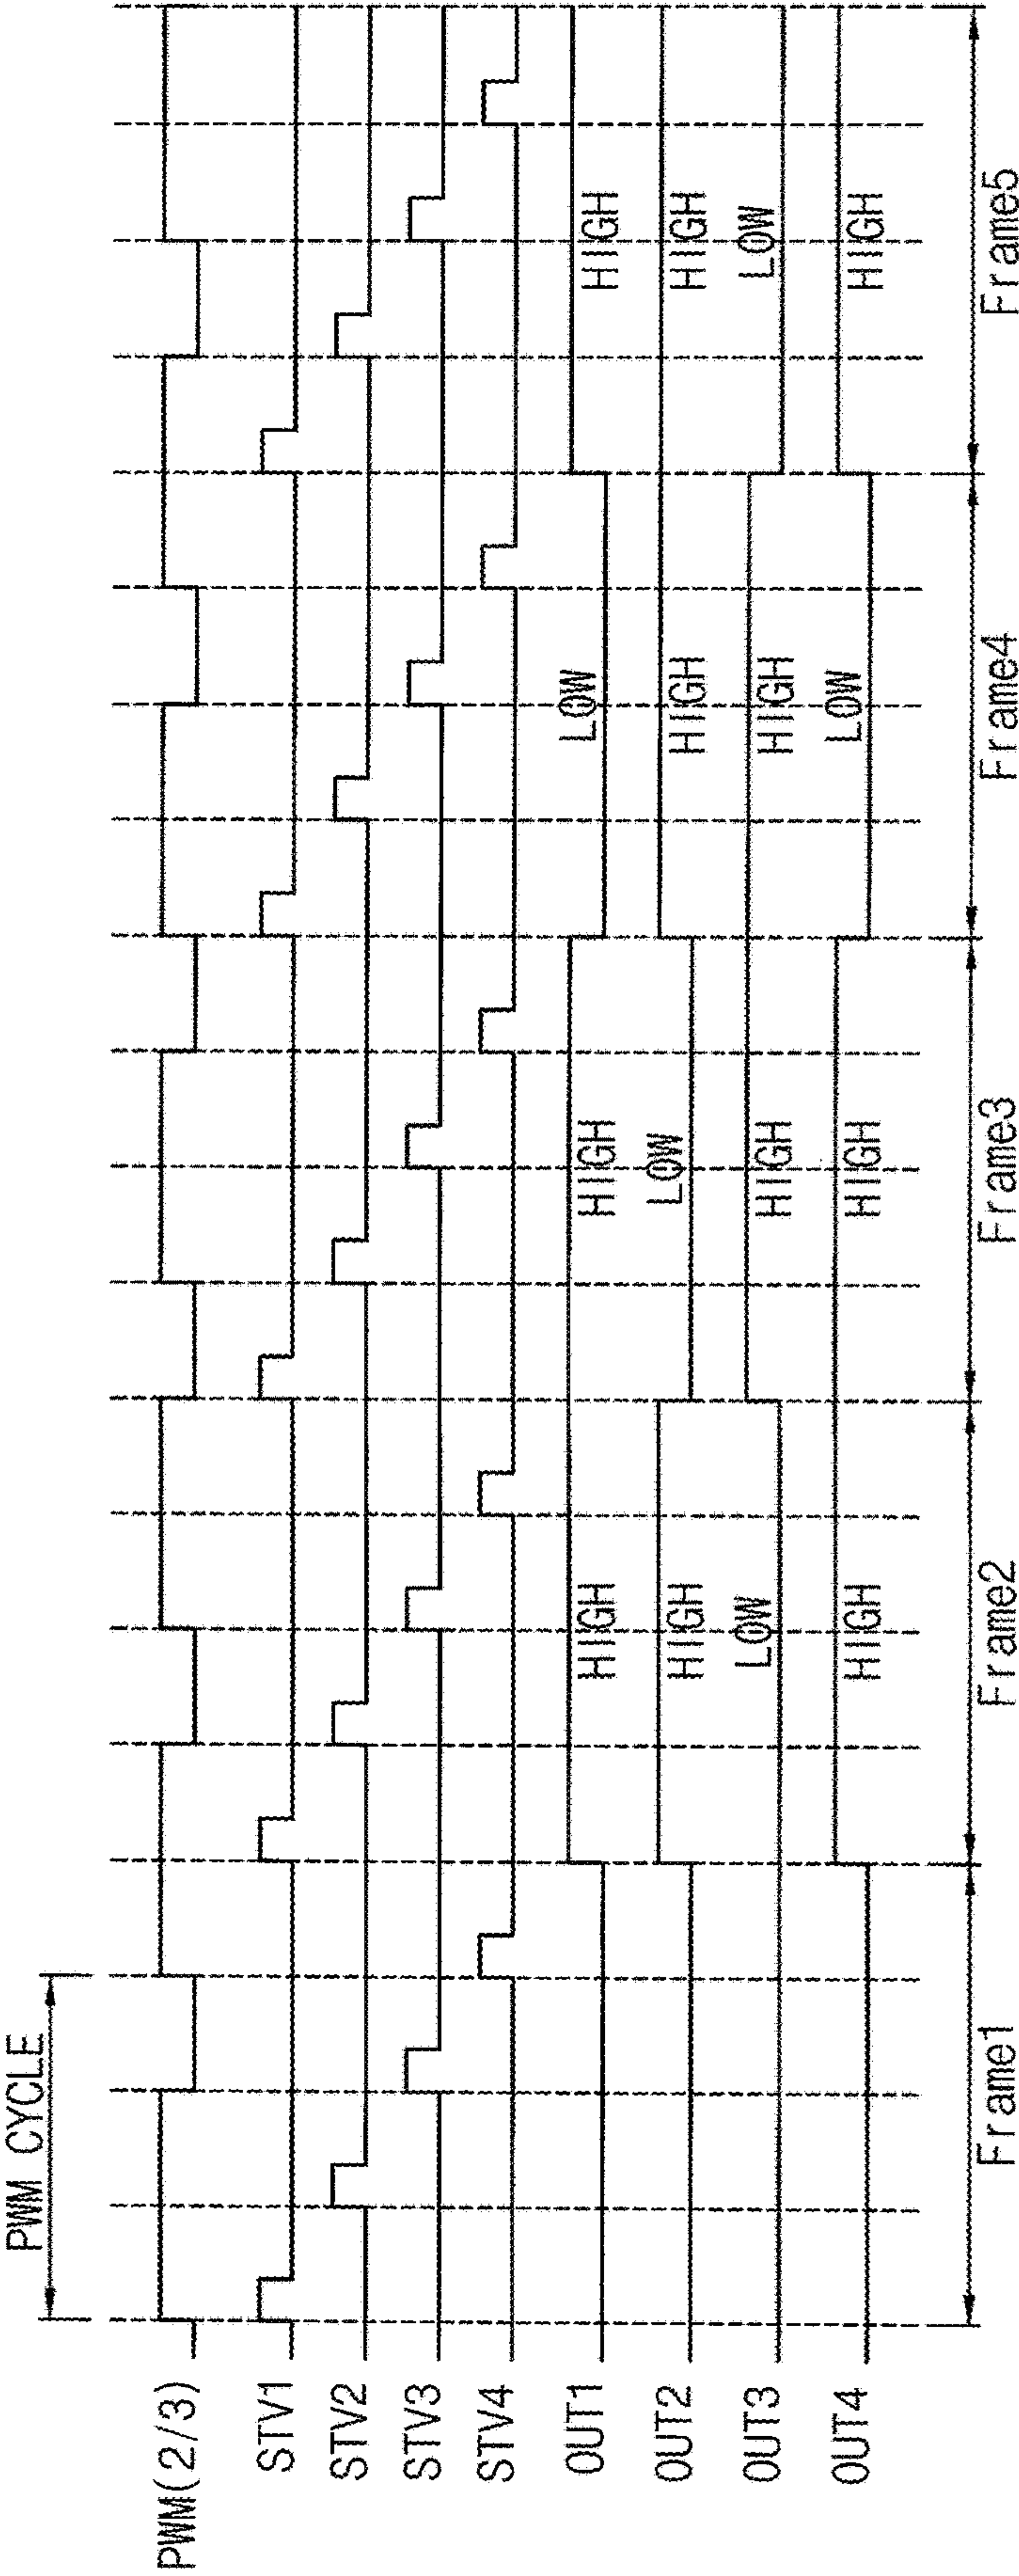 PWM CYCLE
PWM(2/3)
STV1
STV2
STV3
STV4
OUT1 HIGH HIGH LOW HIGH
OUT2 HIGH LOW HIGH HIGH
OUT3 LOW HIGH HIGH LOW
OUT4 HIGH HIGH LOW HIGH
Frame1 Frame2 Frame3 Frame4 Frame5